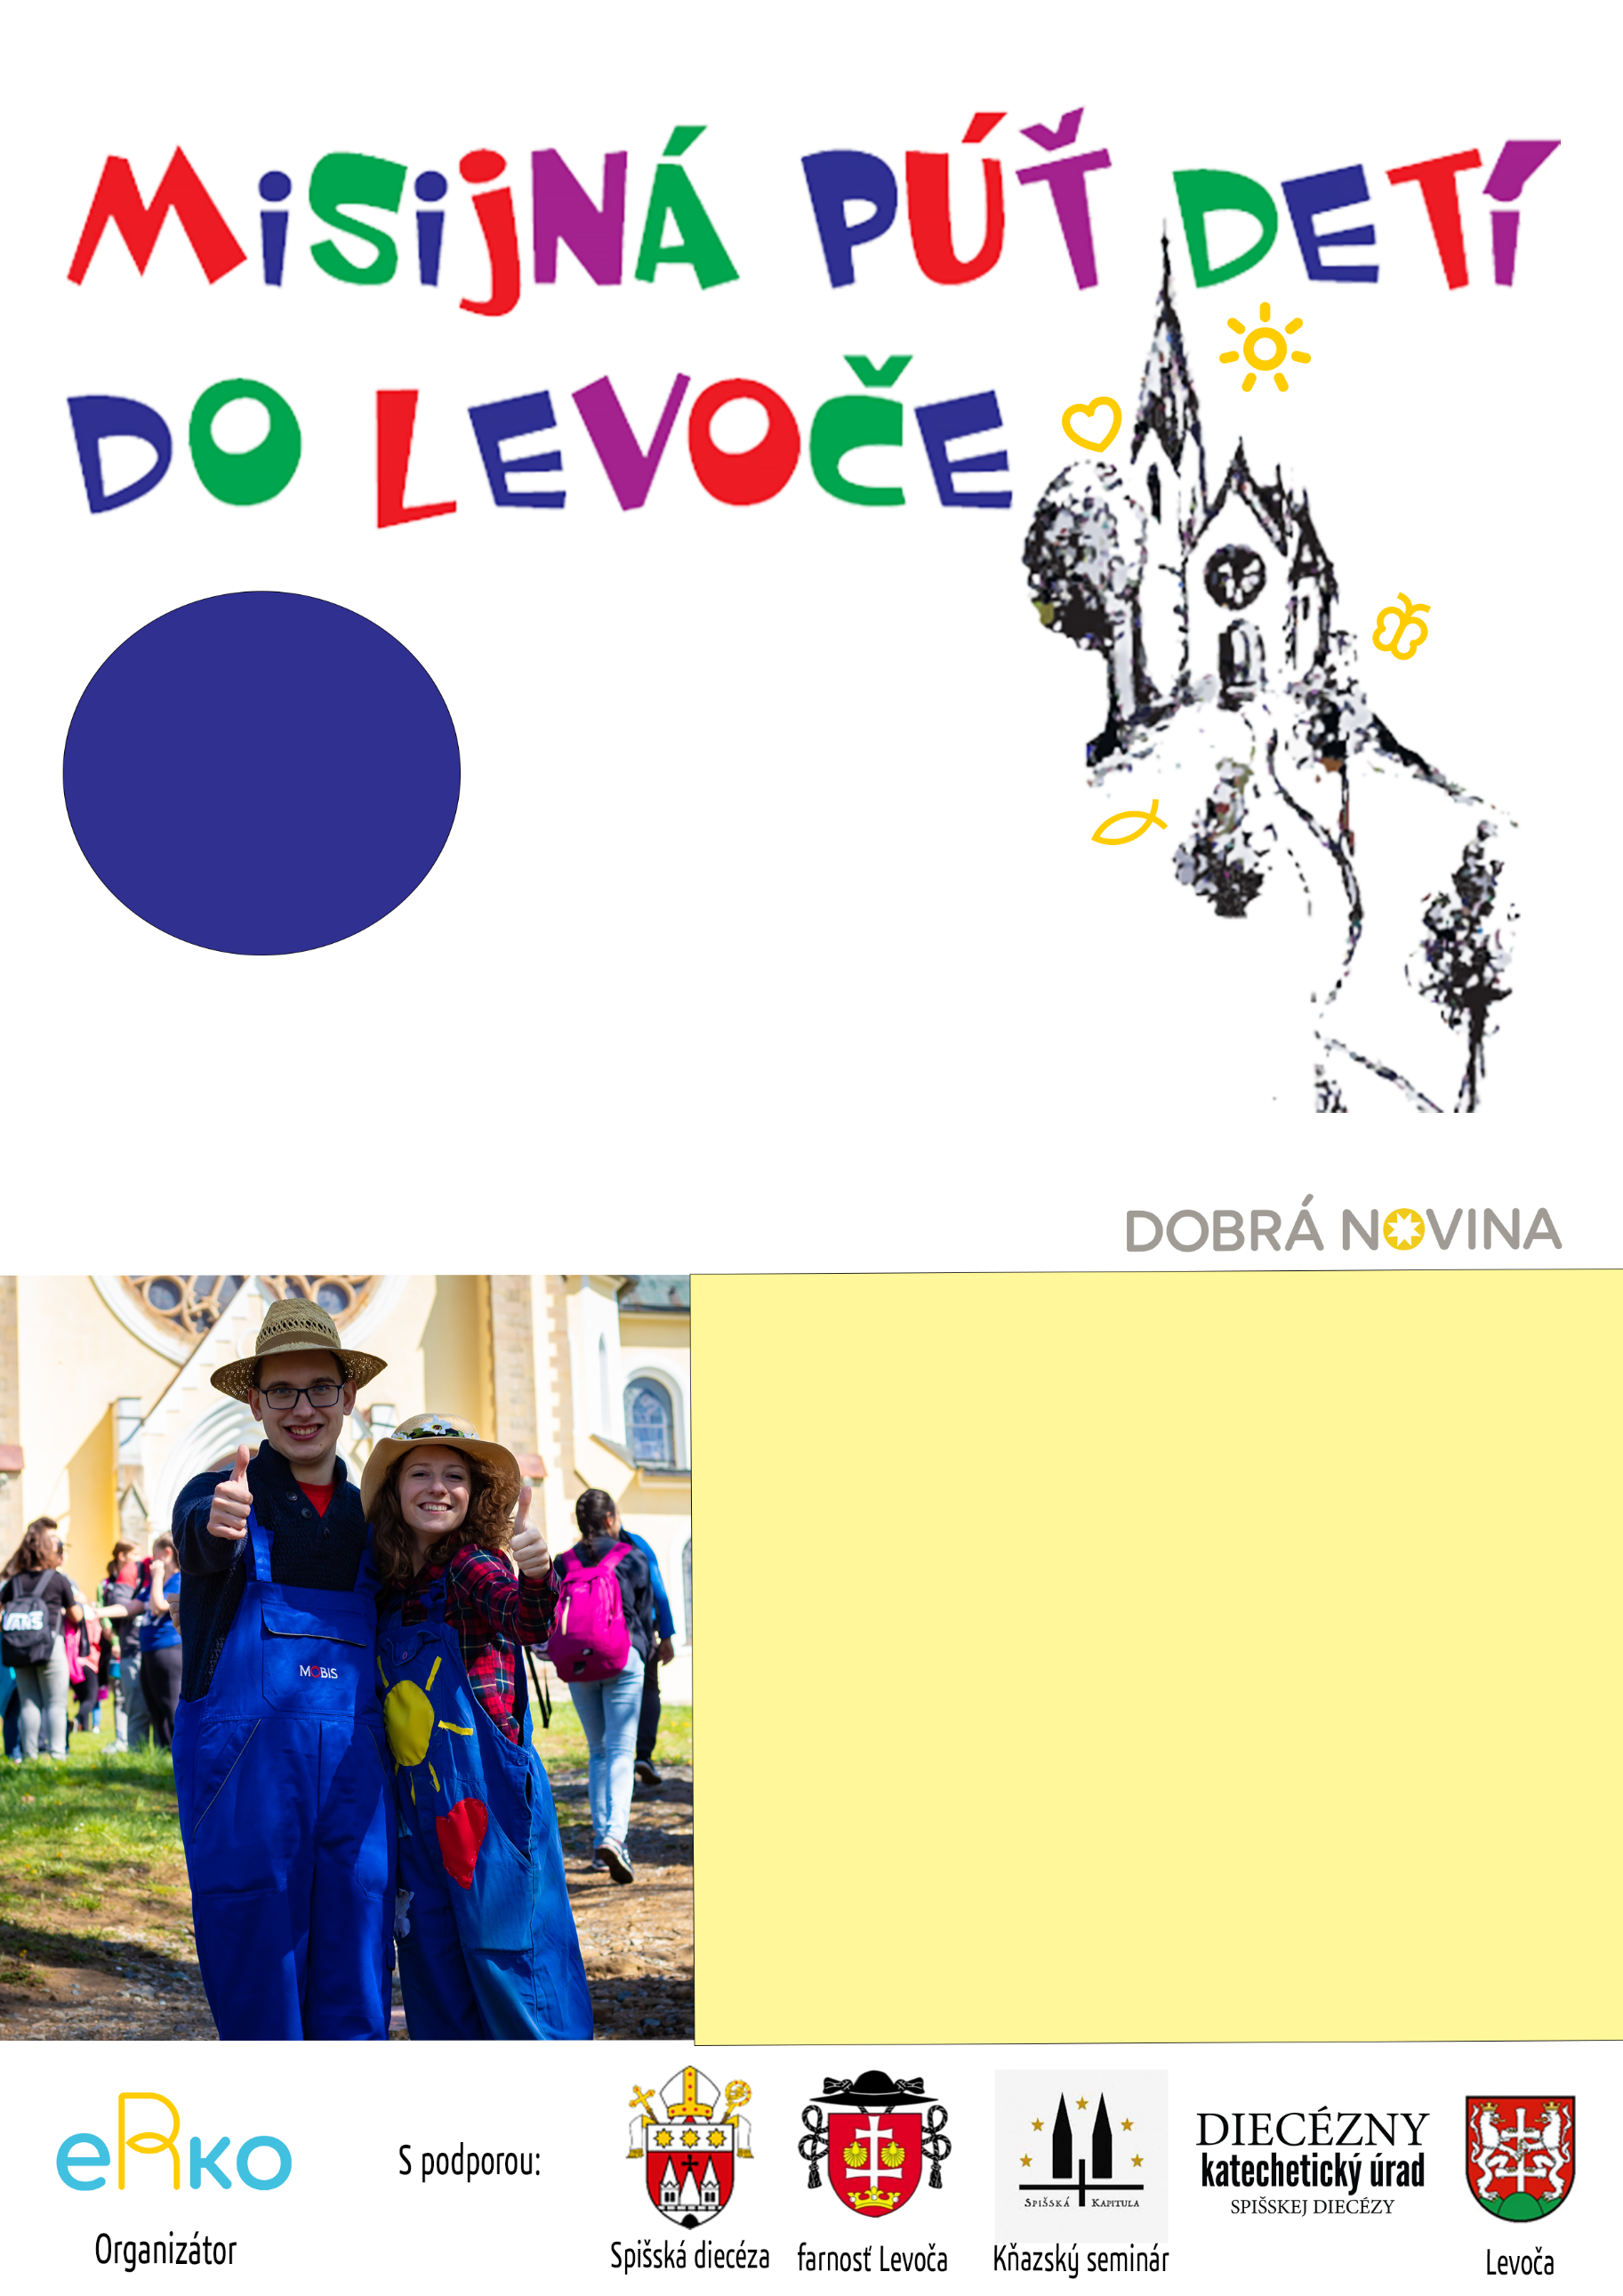 MiSijNÁ PÚŤ DETÍ
DO LEVOČE
DOBRÁ NOVINA
VANS
MOBIS
eRko
Organizátor
S podporou:
Spišská diecéza
farnosť Levoča
SPIŠSKÁ KAPITULA
Kňazský seminár
DIECÉZNY
katechetický úrad
SPIŠSKEJ DIECÉZY
Levoča